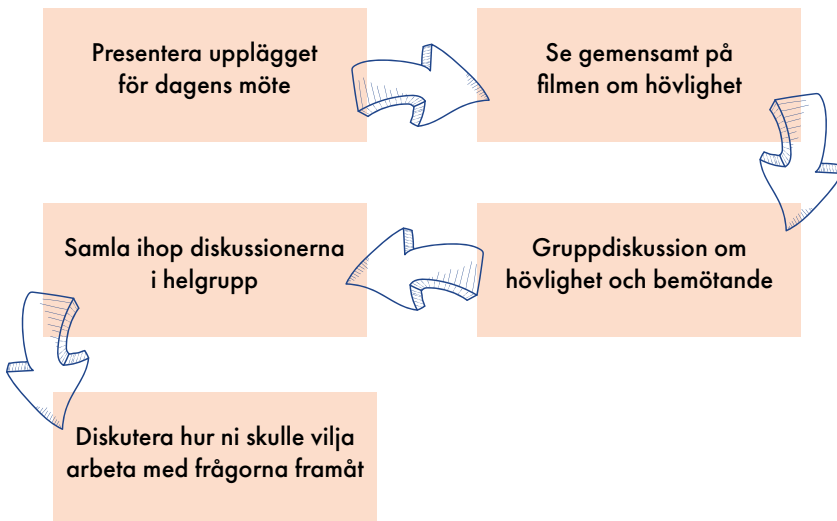 Presentera upplägget
för dagens möte
Se gemensamt på
filmen om hövlighet
Gruppdiskussion om
hövlighet och bemötande
Samla ihop diskussionerna
i helgrupp
Diskutera hur ni skulle vilja
arbeta med frågorna framåt